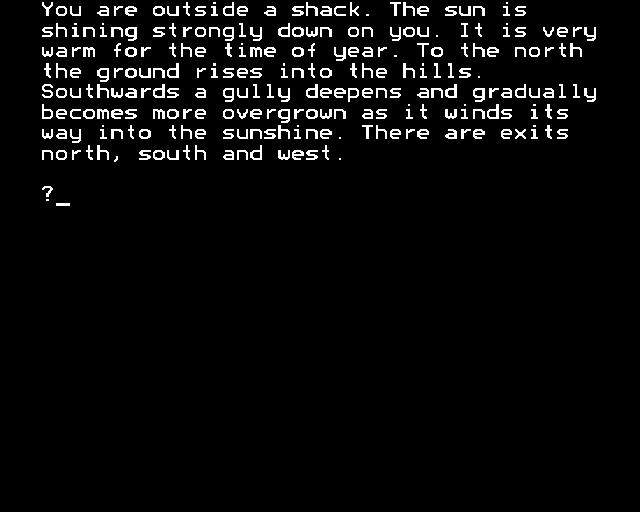 You are outside a shack. The sun is
shining strongly down on you. It is very
warm for the time of year. To the north
the ground rises into the hills.
Southwards a gully deepens and gradually
becomes more overgrown as it winds its
way into the sunshine. There are exits
north, south and west.
?_